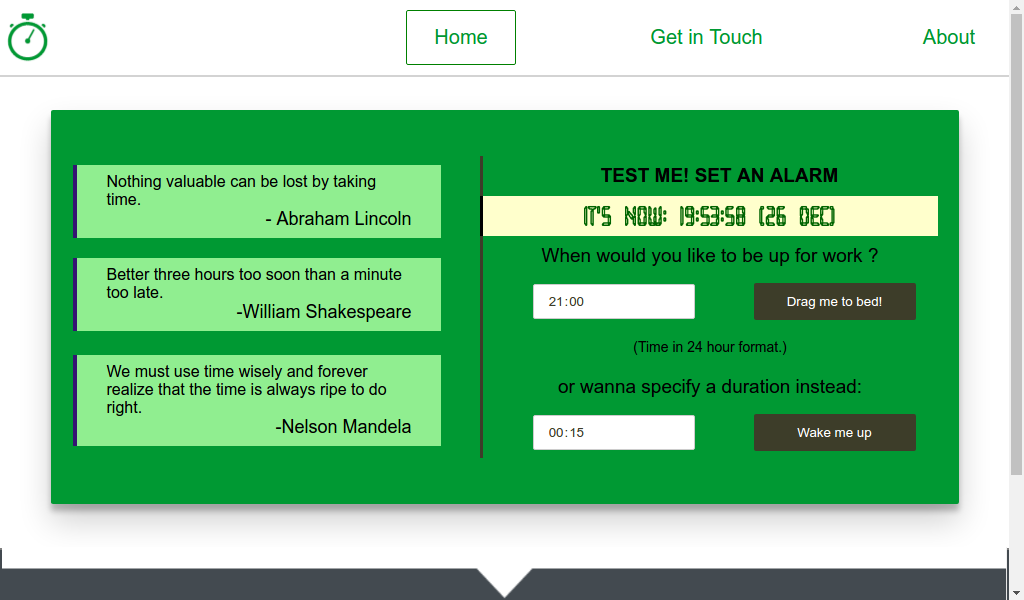 Home
Get in Touch
About
Nothing valuable can be lost by taking
time.
- Abraham Lincoln
Better three hours too soon than a minute
too late.
-William Shakespeare
We must use time wisely and forever
realize that the time is always ripe to do
right.
-Nelson Mandela
TEST ME! SET AN ALARM
IT'S NOW: 19:53:58 (26 DEC)
When would you like to be up for work ?
21:00
Drag me to bed!
(Time in 24 hour format.)
or wanna specify a duration instead:
00:15
Wake me up